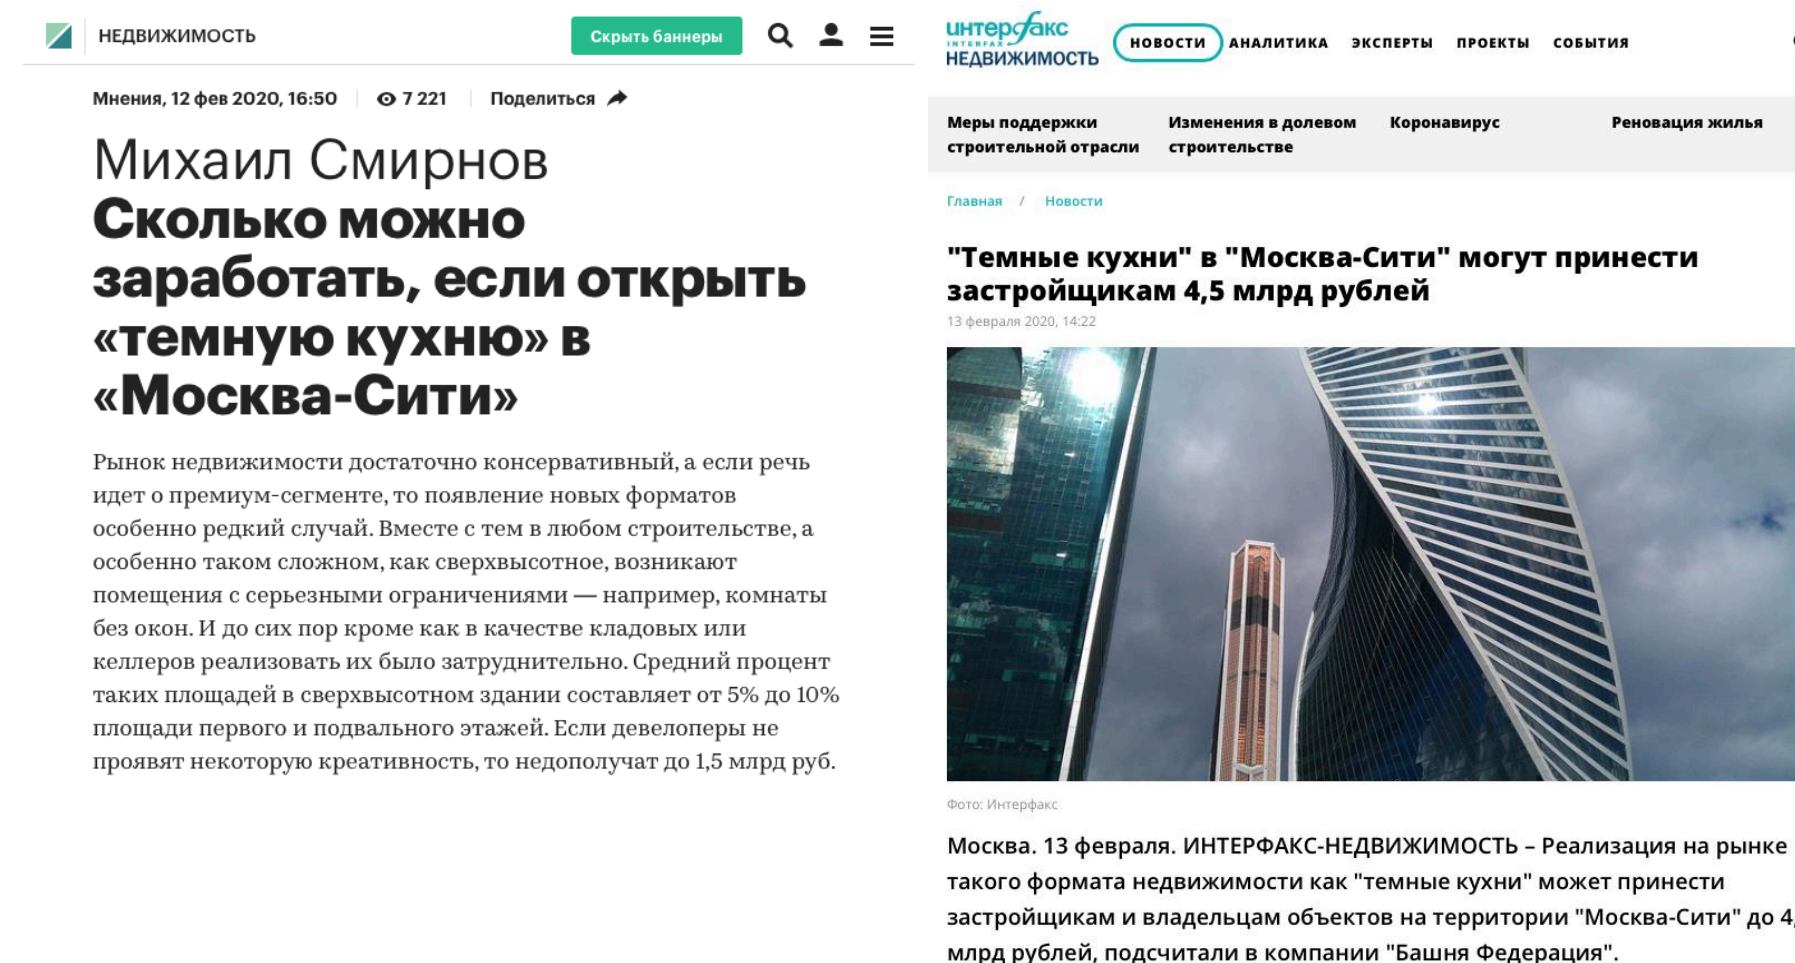 НЕДВИЖИМОСТЬ
Скрыть баннеры
Мнения, 12 фев 2020, 16:50
7 221
Поделиться
Михаил Смирнов
Сколько можно
заработать, если открыть
«темную кухню» в
«Москва-Сити»
Рынок недвижимости достаточно консервативный, а если речь
идет о премиум-сегменте, то появление новых форматов
особенно редкий случай. Вместе с тем в любом строительстве, а
особенно таком сложном, как сверхвысотное, возникают
помещения с серьезными ограничениями — например, комнаты
без окон. И до сих пор кроме как в качестве кладовых или
келлеров реализовать их было затруднительно. Средний процент
таких площадей в сверхвысотном здании составляет от 5% до 10%
площади первого и подвального этажей. Если девелоперы не
проявят некоторую креативность, то недополучат до 1,5 млрд руб.
интерфакс
INTERFAX
НЕДВИЖИМОСТЬ
НОВОСТИ
АНАЛИТИКА
ЭКСПЕРТЫ
ПРОЕКТЫ
СОБЫТИЯ
Меры поддержки
строительной отрасли
Изменения в долевом
строительстве
Коронавирус
Реновация жилья
Главная / Новости
"Темные кухни" в "Москва-Сити" могут принести
застройщикам 4,5 млрд рублей
13 февраля 2020, 14:22
Фото: Интерфакс
Москва. 13 февраля. ИНТЕРФАКС-НЕДВИЖИМОСТЬ – Реализация на рынке
такого формата недвижимости как "темные кухни" может принести
застройщикам и владельцам объектов на территории "Москва-Сити" до 4,
млрд рублей, подсчитали в компании "Башня Федерация".